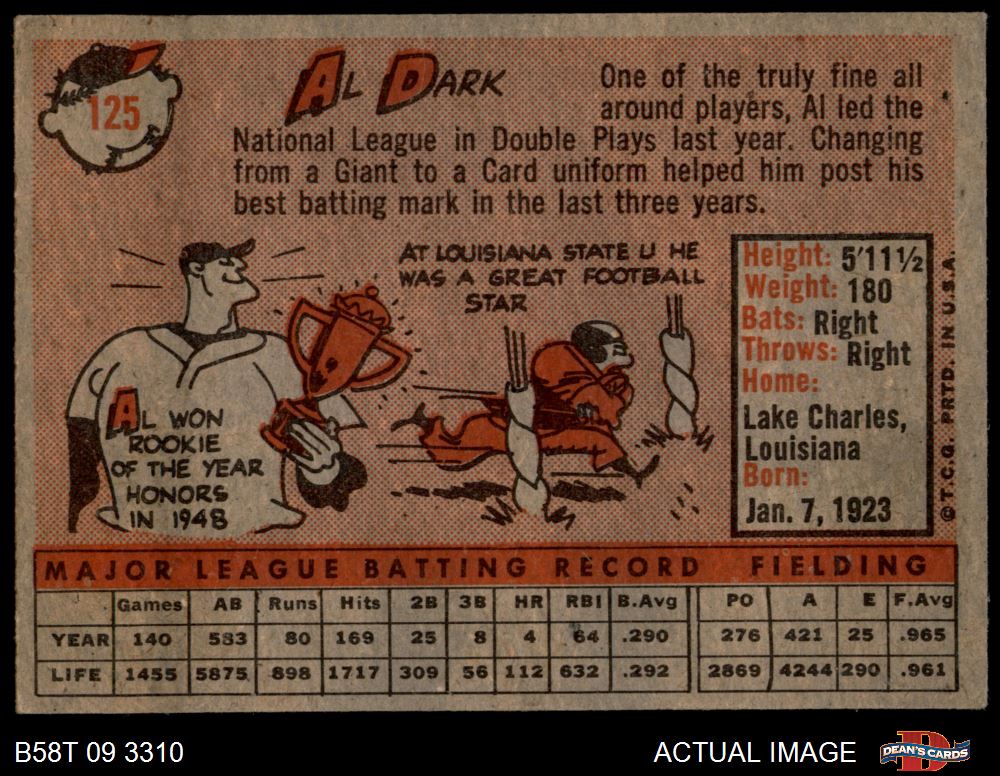 125
AL DARK
One of the truly fine all
around players, Al led the
National League in Double Plays last year. Changing
from a Giant to a Card uniform helped him post his
best batting mark in the last three years.
AL WON
ROOKIE
OF THE YEAR
HONORS
IN 1948
AT LOUISIANA STATE U HE
WAS A GREAT FOOTBALL
STAR
Height: 5'11½
Weight: 180
Bats: Right
Throws: Right
Home:
Lake Charles,
Louisiana
Born:
Jan. 7, 1923
© T.C.G. PRTD. IN U.S.A.
MAJOR LEAGUE BATTING RECORD FIELDING
Games AB Runs Hits 2B 3B HR RBI B.Avg PO A E F.Avg
YEAR 140 583 80 169 25 8 4 64 .290 276 421 25 .965
LIFE 1455 5875 898 1717 309 56 112 632 .292 2869 4244 290 .961
B58T 09 3310
ACTUAL IMAGE
DEAN'S CARDS